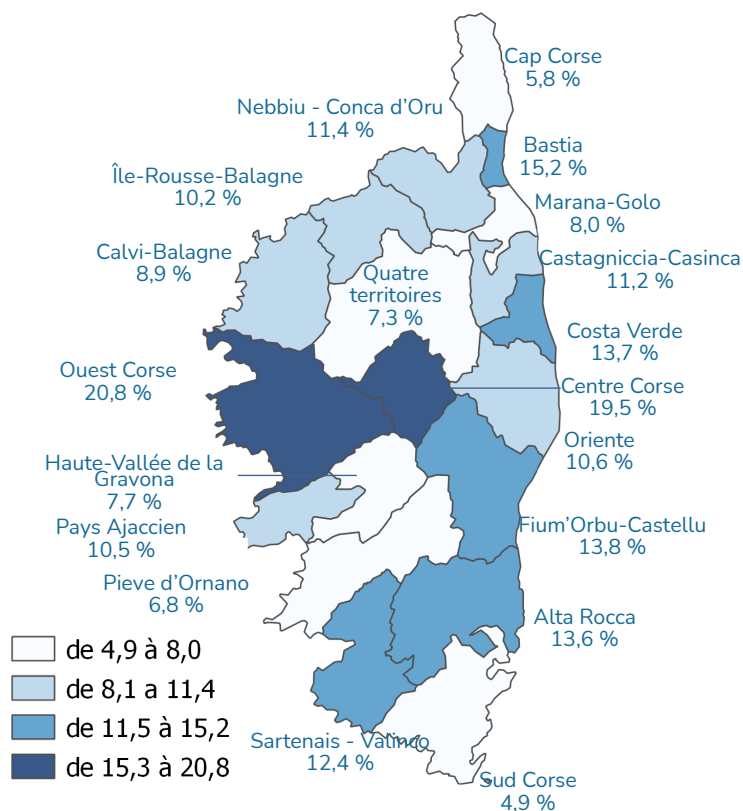 Cap Corse
5,8 %
Nebbiu - Conca d'Oru
11,4 %
Bastia
15,2 %
Île-Rousse-Balagne
10,2 %
Marana-Golo
8,0 %
Calvi-Balagne
8,9 %
Castagniccia-Casinca
11,2 %
Quatre
territoires
7,3 %
Costa Verde
13,7 %
Ouest Corse
20,8 %
Centre Corse
19,5 %
Oriente
10,6 %
Haute-Vallée de la
Gravona
7,7 %
Pays Ajaccien
10,5 %
Fium'Orbu-Castellu
13,8 %
Pieve d'Ornano
6,8 %
Alta Rocca
13,6 %
de 4,9 à 8,0
de 8,1 a 11,4
de 11,5 à 15,2
de 15,3 à 20,8
Sartenais - Valinco
12,4 %
Sud Corse
4,9 %